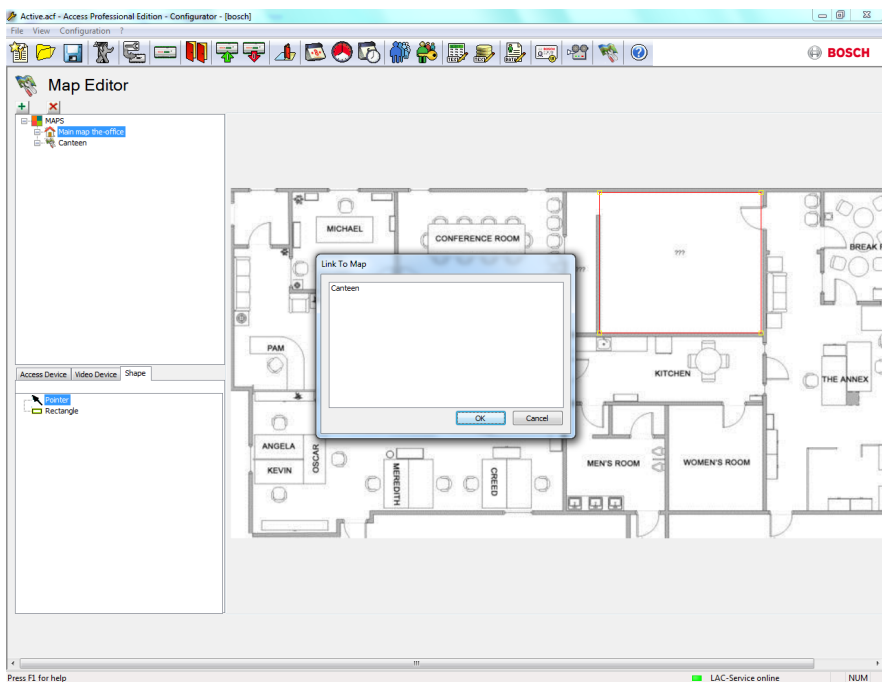 Active.acf - Access Professional Edition - Configurator - [bosch]
File View Configuration ?
BOSCH
Map Editor
MAPS
Main map the-office
Canteen
Access Device Video Device Shape
Pointer
Rectangle
MICHAEL
CONFERENCE ROOM
???
???
BREAK R
Link To Map
Canteen
OK Cancel
PAM
KITCHEN
THE ANNEX
ANGELA
KEVIN
OSCAR
MEREDITH
CREED
MEN'S ROOM
WOMEN'S ROOM
Press F1 for help
LAC-Service online
NUM